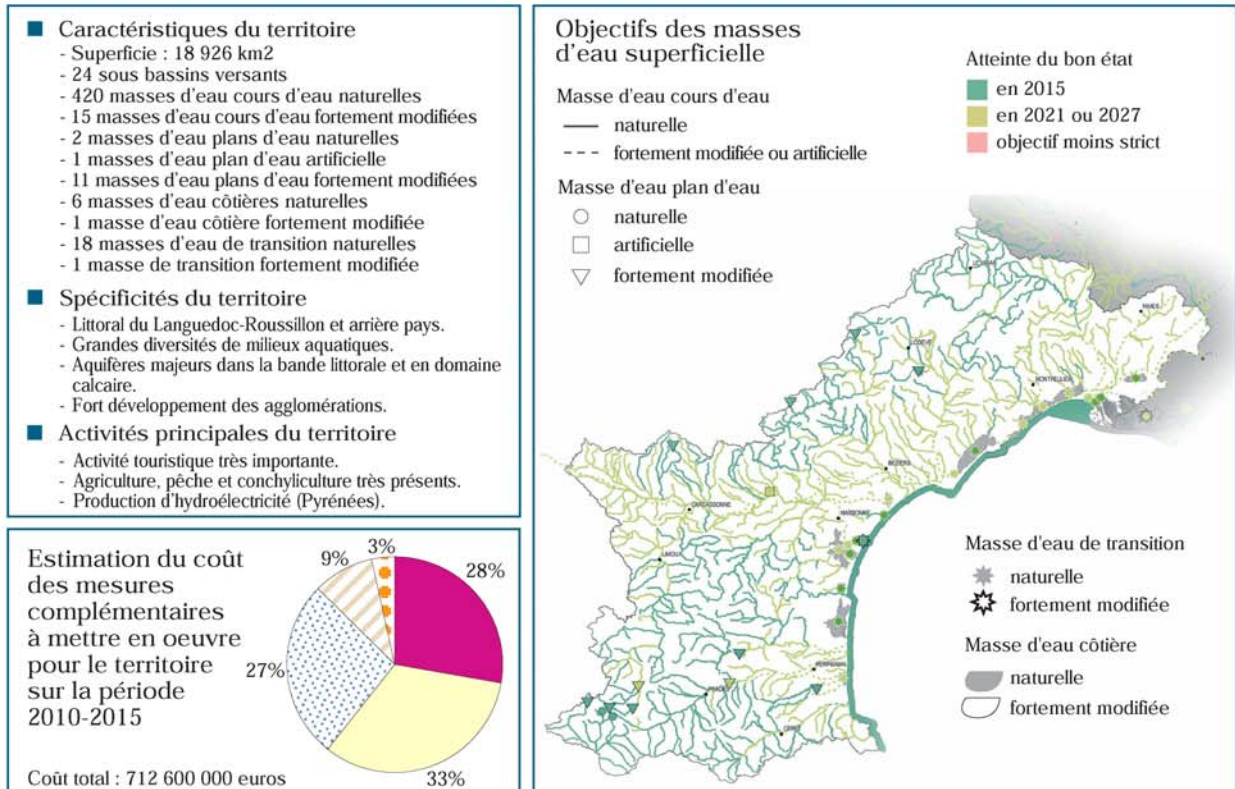 Caractéristiques du territoire
- Superficie : 18 926 km2
- 24 sous bassins versants
- 420 masses d'eau cours d'eau naturelles
- 15 masses d'eau cours d'eau fortement modifiées
- 2 masses d'eau plans d'eau naturelles
- 1 masses d'eau plan d'eau artificielle
- 11 masses d'eau plans d'eau fortement modifiées
- 6 masses d'eau côtières naturelles
- 1 masse d'eau côtière fortement modifiée
- 18 masses d'eau de transition naturelles
- 1 masse de transition fortement modifiée
Spécificités du territoire
- Littoral du Languedoc-Roussillon et arrière pays.
- Grandes diversités de milieux aquatiques.
- Aquifères majeurs dans la bande littorale et en domaine
calcaire.
- Fort développement des agglomérations.
Activités principales du territoire
- Activité touristique très importante.
- Agriculture, pêche et conchyliculture très présents.
- Production d'hydroélectricité (Pyrénées).
Estimation du coût
des mesures
complémentaires
à mettre en oeuvre
pour le territoire
sur la période
2010-2015
Coût total : 712 600 000 euros
9%
3%
28%
27%
33%
Objectifs des masses
d'eau superficielle
Masse d'eau cours d'eau
naturelle
fortement modifiée ou artificielle
Masse d'eau plan d'eau
naturelle
artificielle
fortement modifiée
Atteinte du bon état
en 2015
en 2021 ou 2027
objectif moins strict
NIMES
LODEVE
MONTPELLIER
BEZIERS
CARCASSONNE
NARBONNE
LIMOUX
PERPIGNAN
PRADES
CERET
Masse d'eau de transition
naturelle
fortement modifiée
Masse d'eau côtière
naturelle
fortement modifiée